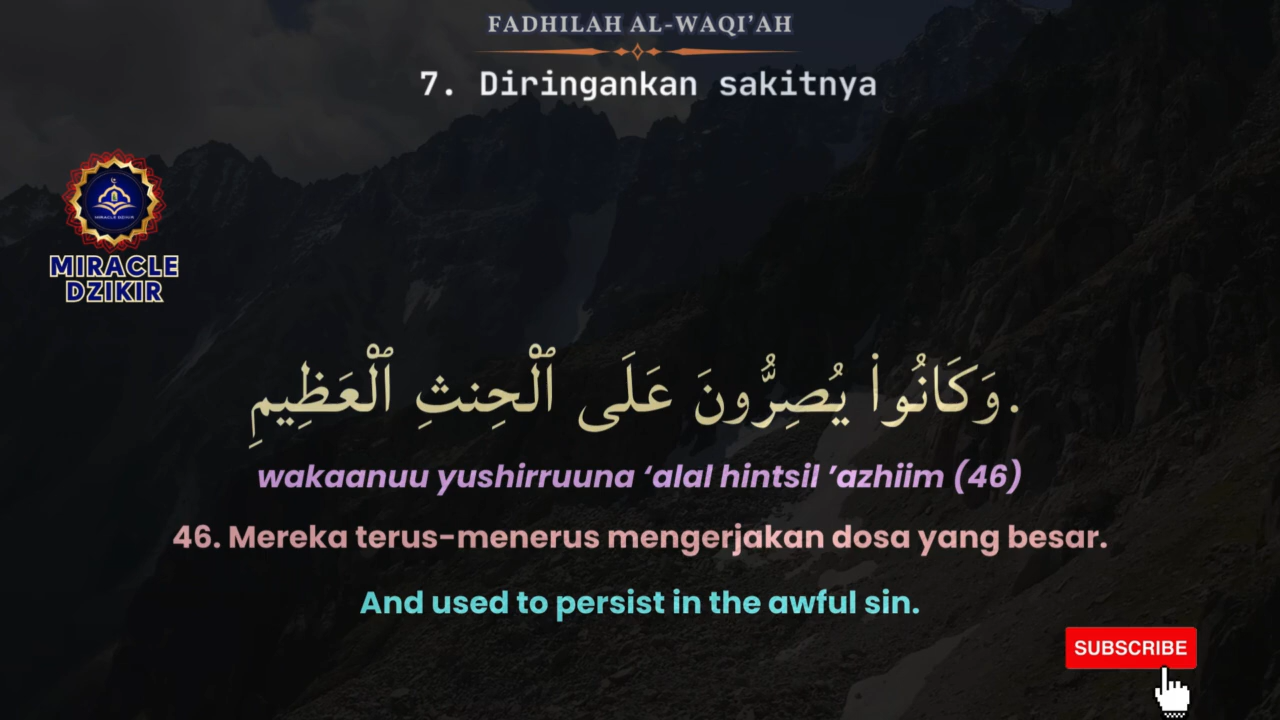 FADHILAH AL-WAQI’AH
7. Diringankan sakitnya
MIRACLE
DZIKIR
وَكَانُوا۟ يُصِرُّونَ عَلَى ٱلْحِنثِ ٱلْعَظِيمِ.
wakaanuu yushirruuna ‘alal hintsil ’azhiim (46)
46. Mereka terus-menerus mengerjakan dosa yang besar.
And used to persist in the awful sin.
SUBSCRIBE